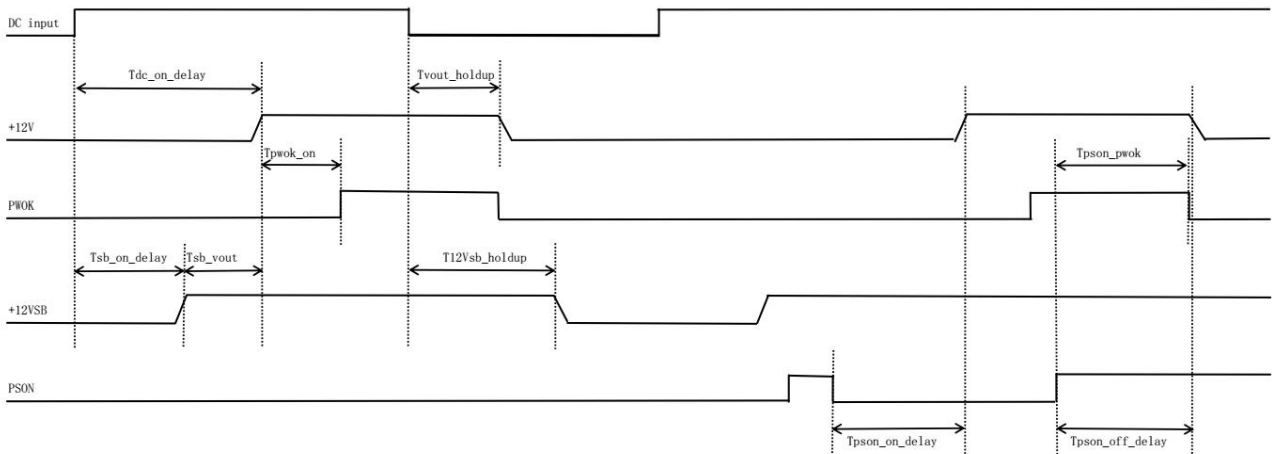 DC input
Tdc_on_delay
Tvout_holdup
+12V
Tpwok_on
Tpson_pwok
PWOK
Tsb_on_delay
Tsb_vout
T12Vsb_holdup
+12VSB
PSON
Tpson_on_delay
Tpson_off_delay